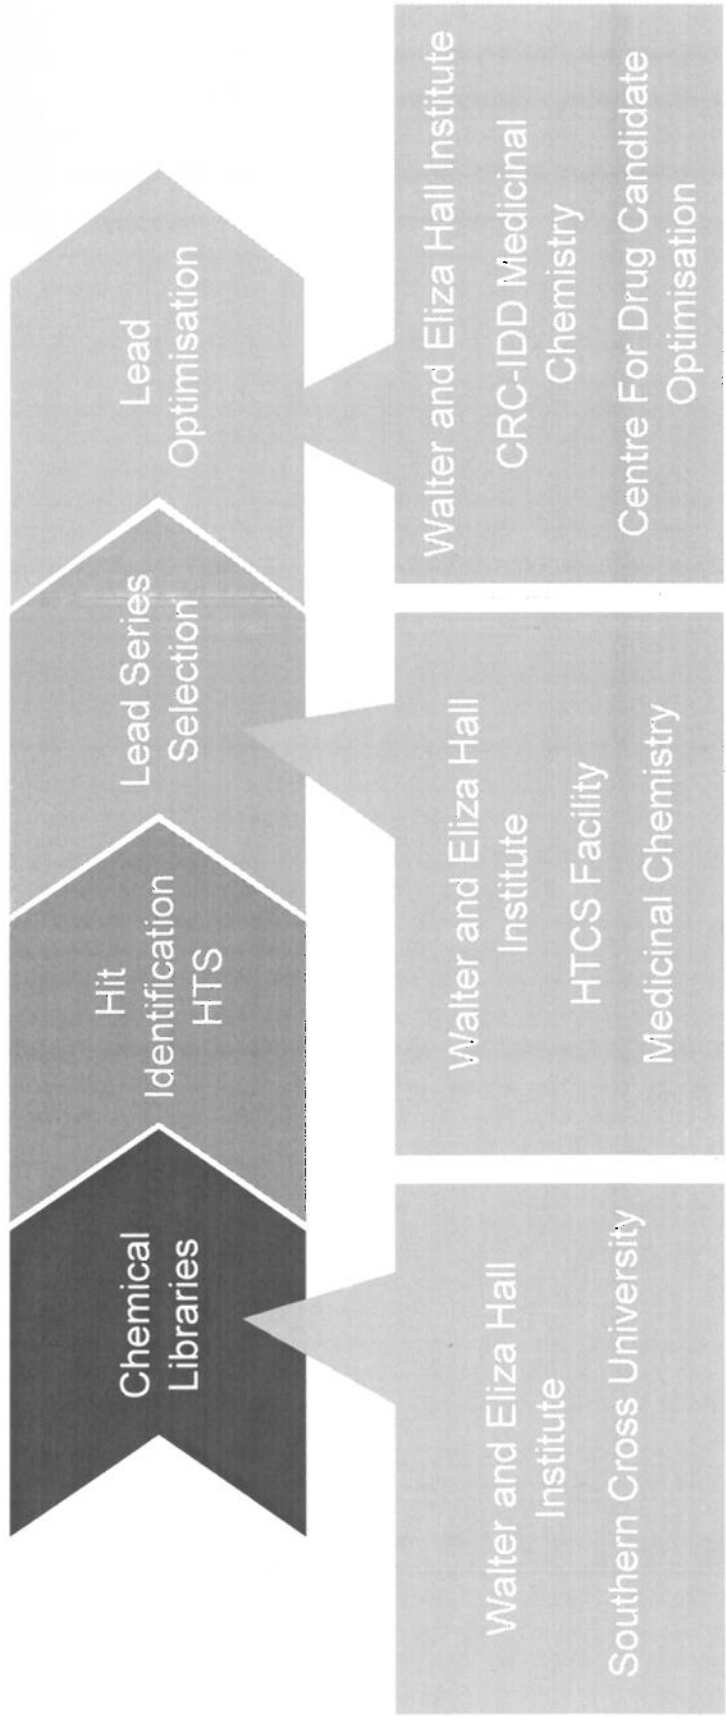 Chemical
Libraries
Hit
Identification
HTS
Lead Series
Selection
Lead
Optimisation
Walter and Eliza Hall
Institute
Southern Cross University
Walter and Eliza Hall
Institute
HTCS Facility
Medicinal Chemistry
Walter and Eliza Hall Institute
CRC-IDD Medicinal
Chemistry
Centre For Drug Candidate
Optimisation